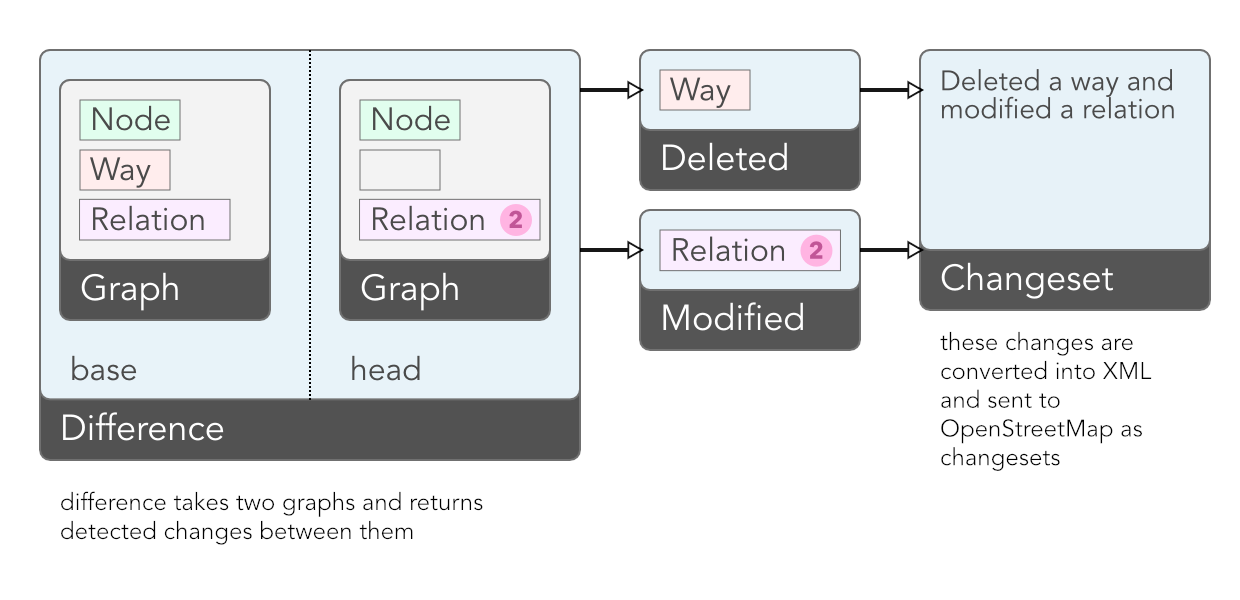 Node
Way
Relation
Graph
base
Node
Relation 2
Graph
head
Difference
difference takes two graphs and returns
detected changes between them
Way
Deleted
Relation 2
Modified
Deleted a way and
modified a relation
Changeset
these changes are
converted into XML
and sent to
OpenStreetMap as
changesets